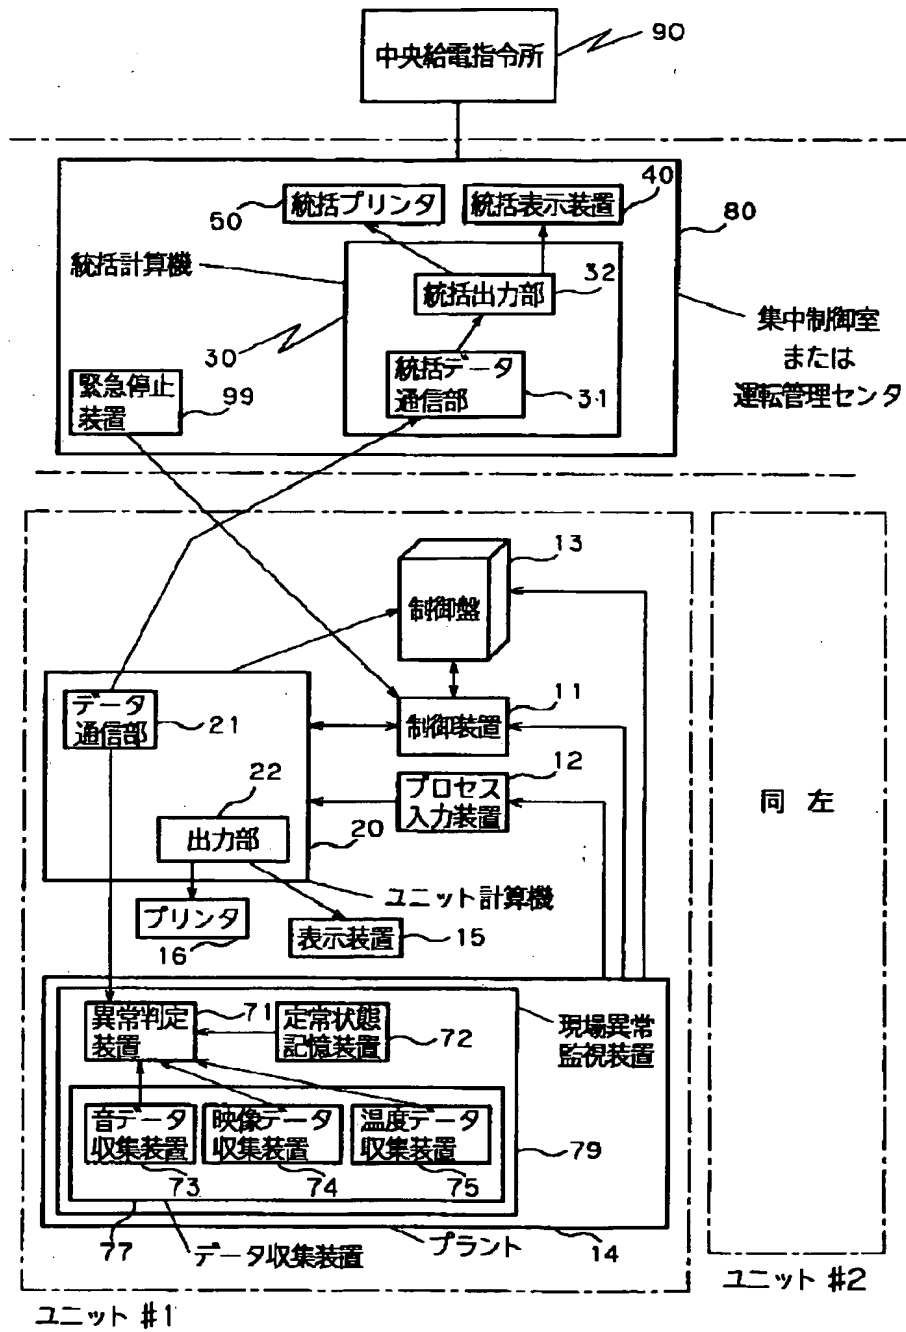 中央給電指令所
90
統括プリンタ
50
統括表示装置
40
80
統括計算機
統括出力部
32
集中制御室
または
運転管理センタ
30
統括データ
通信部
31
緊急停止
装置
99
13
制御盤
データ
通信部
21
制御装置
11
12
プロセス
入力装置
22
出力部
20
ユニット計算機
プリンタ
16
表示装置
15
同 左
異常判定
装置
71
定常状態
記憶装置
72
現場異常
監視装置
音データ
収集装置
73
映像データ
収集装置
74
温度データ
収集装置
75
79
77
データ収集装置
プラント
14
ユニット #1
ユニット #2